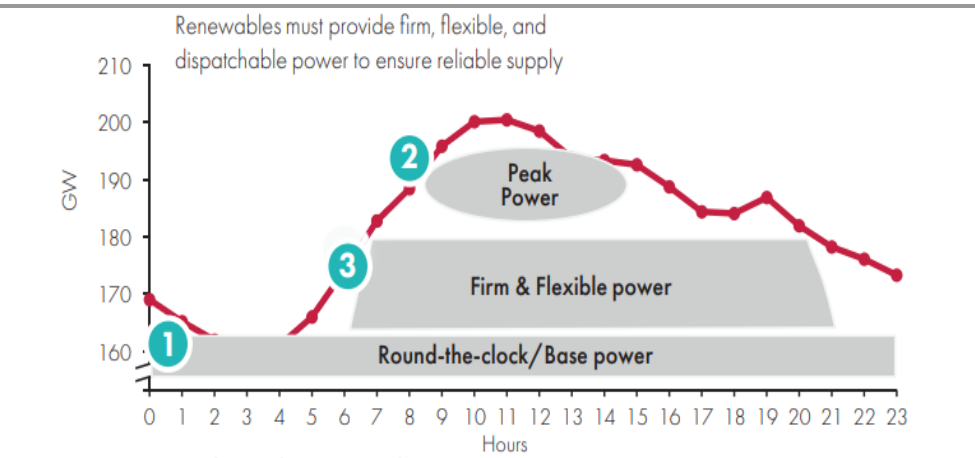 Renewables must provide firm, flexible, and
dispatchable power to ensure reliable supply
GW
210
200
190
180
170
160
2
Peak
Power
3
Firm & Flexible power
1
Round-the-clock/Base power
0 1 2 3 4 5 6 7 8 9 10 11 12 13 14 15 16 17 18 19 20 21 22 23
Hours